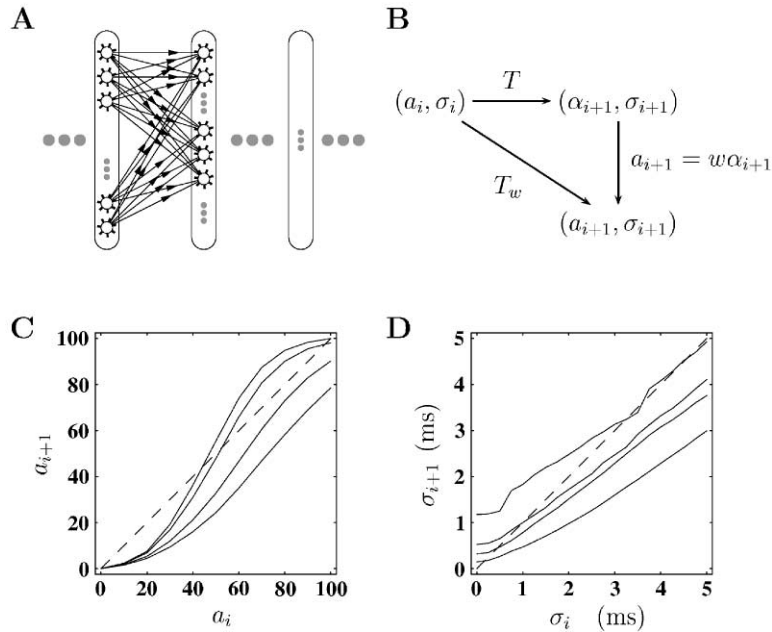 A
B
(a_i, σ_i)
T
(α_{i+1}, σ_{i+1})
T_w
a_{i+1} = wα_{i+1}
(a_{i+1}, σ_{i+1})
C
100
80
60
40
20
0
a_{i+1}
0 20 40 60 80 100
a_i
D
5
4
3
2
1
0
σ_{i+1} (ms)
0 1 2 3 4 5
σ_i (ms)